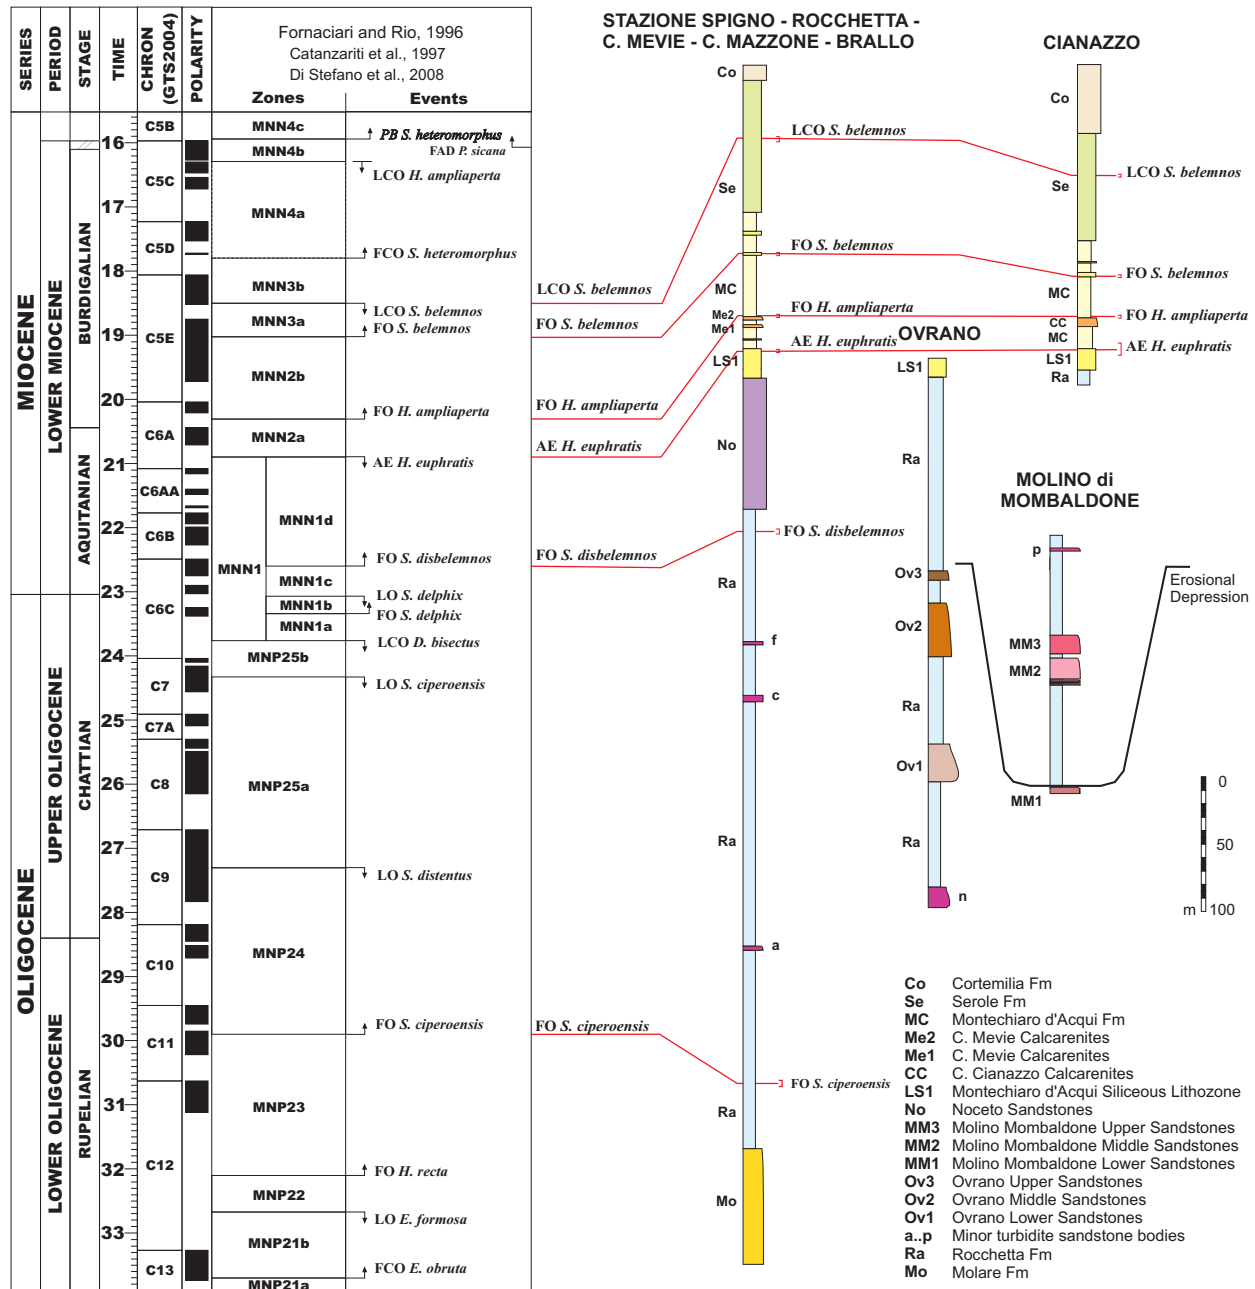 SERIES
PERIOD
STAGE
TIME
CHRON
(GTS2004)
POLARITY
Fornaciari and Rio, 1996
Catanzariti et al., 1997
Di Stefano et al., 2008
Zones
Events
MIOCENE
OLIGOCENE
LOWER MIOCENE
UPPER OLIGOCENE
LOWER OLIGOCENE
BURDIGALIAN
AQUITANIAN
CHATTIAN
RUPELIAN
16
17
18
19
20
21
22
23
24
25
26
27
28
29
30
31
32
33
C5B
C5C
C5D
C5E
C6A
C6AA
C6B
C6C
C7
C7A
C8
C9
C10
C11
C12
C13
MNN4c
MNN4b
MNN4a
MNN3b
MNN3a
MNN2b
MNN2a
MNN1
MNN1d
MNN1c
MNN1b
MNN1a
MNP25b
MNP25a
MNP24
MNP23
MNP22
MNP21b
MNP21a
PB S. heteromorphus
FAD P. sicana
LCO H. ampliaperta
FCO S. heteromorphus
LCO S. belemnos
FO S. belemnos
FO H. ampliaperta
AE H. euphratis
FO S. disbelemnos
LO S. delphix
FO S. delphix
LCO D. bisectus
LO S. ciperoensis
LO S. distentus
FO S. ciperoensis
FO H. recta
LO E. formosa
FCO E. obruta
LCO S. belemnos
FO S. belemnos
FO H. ampliaperta
AE H. euphratis
FO S. disbelemnos
FO S. ciperoensis
STAZIONE SPIGNO - ROCCHETTA -
C. MEVIE - C. MAZZONE - BRALLO
Co
Se
MC
Me2
Me1
LS1
No
Ra
f
c
Ra
a
Ra
Mo
LCO S. belemnos
FO S. belemnos
FO H. ampliaperta
AE H. euphratis
FO S. disbelemnos
FO S. ciperoensis
CIANAZZO
Co
Se
MC
CC
MC
LS1
Ra
LCO S. belemnos
FO S. belemnos
FO H. ampliaperta
AE H. euphratis
OVRANO
LS1
Ra
Ov3
Ov2
Ra
Ov1
Ra
n
MOLINO di
MOMBALDONE
p
MM3
MM2
MM1
Erosional
Depression
0
50
m 100
Co Cortemilia Fm
Se Serole Fm
MC Montechiaro d'Acqui Fm
Me2 C. Mevie Calcarenites
Me1 C. Mevie Calcarenites
CC C. Cianazzo Calcarenites
LS1 Montechiaro d'Acqui Siliceous Lithozone
No Noceto Sandstones
MM3 Molino Mombaldone Upper Sandstones
MM2 Molino Mombaldone Middle Sandstones
MM1 Molino Mombaldone Lower Sandstones
Ov3 Ovrano Upper Sandstones
Ov2 Ovrano Middle Sandstones
Ov1 Ovrano Lower Sandstones
a..p Minor turbidite sandstone bodies
Ra Rocchetta Fm
Mo Molare Fm